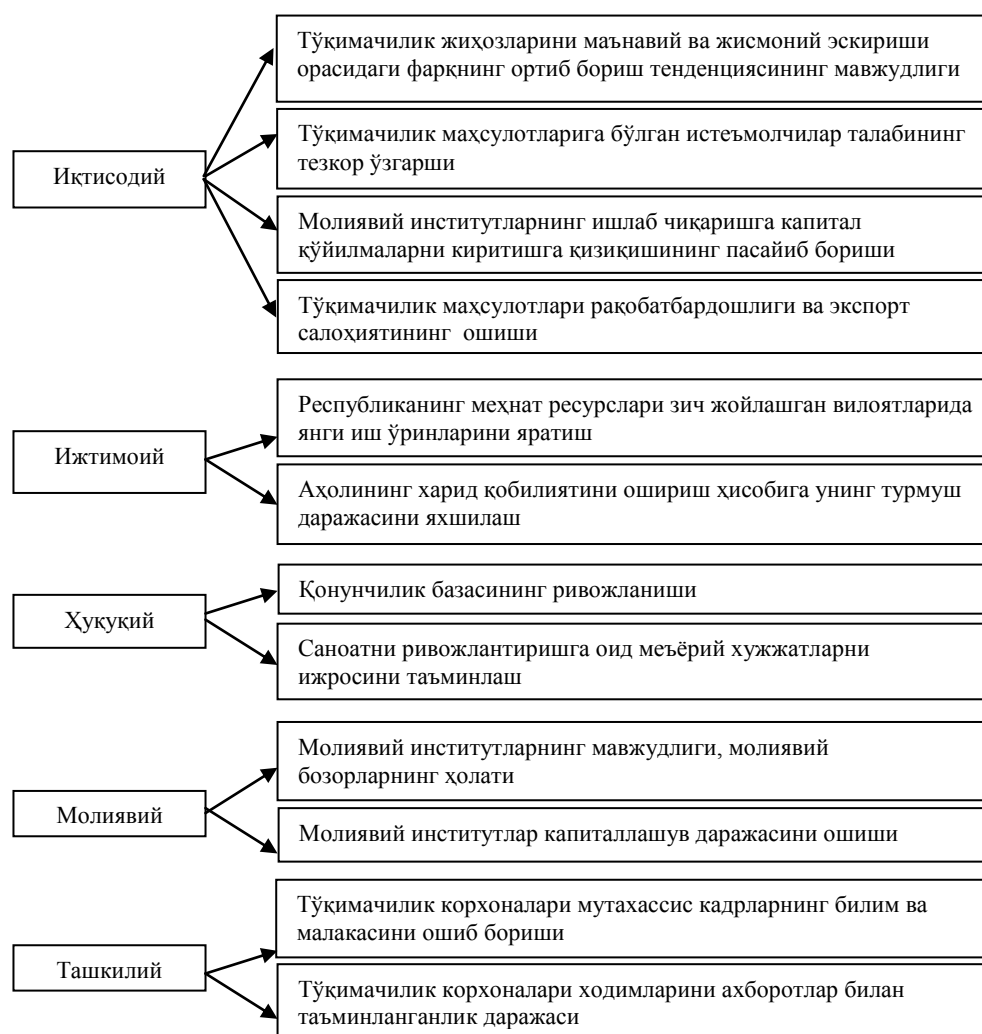 Тўқимачилик жиҳозларини маънавий ва жисмоний эскириши
орасидаги фарқнинг ортиб бориш тенденциясининг мавжудлиги
Тўқимачилик маҳсулотларига бўлган истеъмолчилар талабининг
тезкор ўзгарши
Иқтисодий
Молиявий институтларнинг ишлаб чиқаришга капитал
қўйилмаларни киритишга қизиқишининг пасайиб бориши
Тўқимачилик маҳсулотлари рақобатбардошлиги ва экспорт
салоҳиятининг ошиши
Ижтимоий
Республиканинг меҳнат ресурслари зич жойлашган вилоятларида
янги иш ўринларини яратиш
Аҳолининг харид қобилиятини ошириш ҳисобига унинг турмуш
даражасини яхшилаш
Ҳуқуқий
Қонунчилик базасининг ривожланиши
Саноатни ривожлантиришга оид меъёрий хужжатларни
ижросини таъминлаш
Молиявий
Молиявий институтларнинг мавжудлиги, молиявий
бозорларнинг ҳолати
Молиявий институтлар капиталлашув даражасини ошиши
Ташкилий
Тўқимачилик корхоналари мутахассис кадрларнинг билим ва
малакасини ошиб бориши
Тўқимачилик корхоналари ходимларини ахборотлар билан
таъминланганлик даражаси